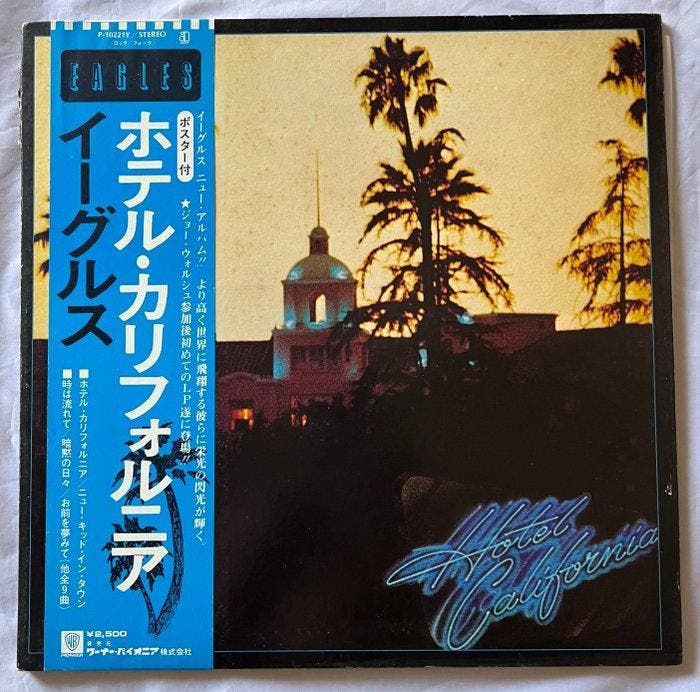 P-10221Y／STEREO
ロック／フォーク
EAGLES
ホテル・カリフォルニア
イーグルス
ポスター付
イーグルス ニュー・アルバム!! より高く世界に飛翔する彼らに栄光の閃光が輝く。
★ジョー・ウォルシュ参加後初めてのLP遂に登場!!
■ホテル・カリフォルニア／ニュー・キッド・イン・タウン
■時は流れて／暗黙の日々 お前を夢みて(他全9曲)
Hotel
California
WB
PIONEER
¥2,500
発売元
ワーナー・パイオニア株式会社